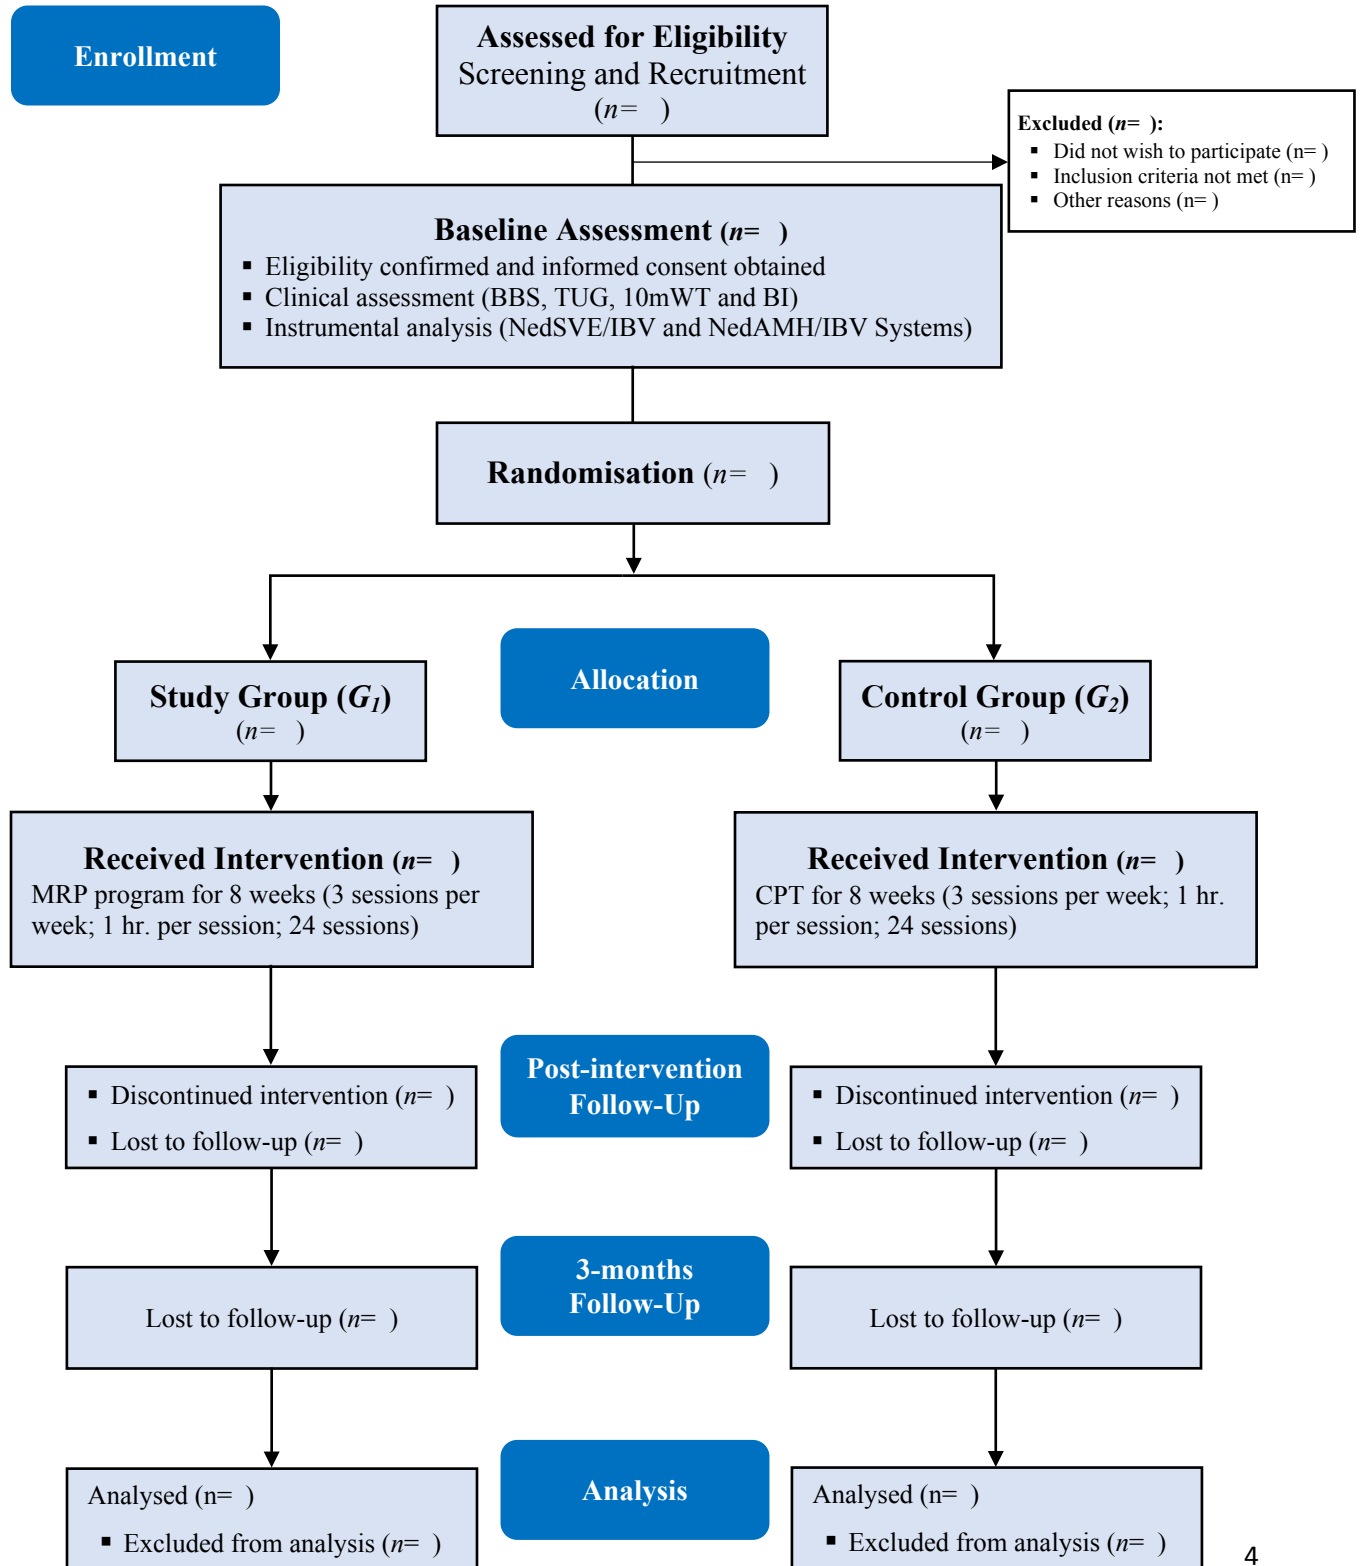 Enrollment
Assessed for Eligibility
Screening and Recruitment
(n=   )
Excluded (n=  ):
▪ Did not wish to participate (n= )
▪ Inclusion criteria not met (n= )
▪ Other reasons (n= )
Baseline Assessment (n=   )
▪ Eligibility confirmed and informed consent obtained
▪ Clinical assessment (BBS, TUG, 10mWT and BI)
▪ Instrumental analysis (NedSVE/IBV and NedAMH/IBV Systems)
Randomisation (n=   )
Allocation
Study Group (G1)
(n=   )
Control Group (G2)
(n=   )
Received Intervention (n=   )
MRP program for 8 weeks (3 sessions per
week; 1 hr. per session; 24 sessions)
Received Intervention (n=   )
CPT for 8 weeks (3 sessions per week; 1 hr.
per session; 24 sessions)
Post-intervention
Follow-Up
▪ Discontinued intervention (n=  )
▪ Lost to follow-up (n=  )
▪ Discontinued intervention (n=  )
▪ Lost to follow-up (n=  )
3-months
Follow-Up
Lost to follow-up (n=  )
Lost to follow-up (n=  )
Analysis
Analysed (n=  )
▪ Excluded from analysis (n=  )
Analysed (n=  )
▪ Excluded from analysis (n=  )
4